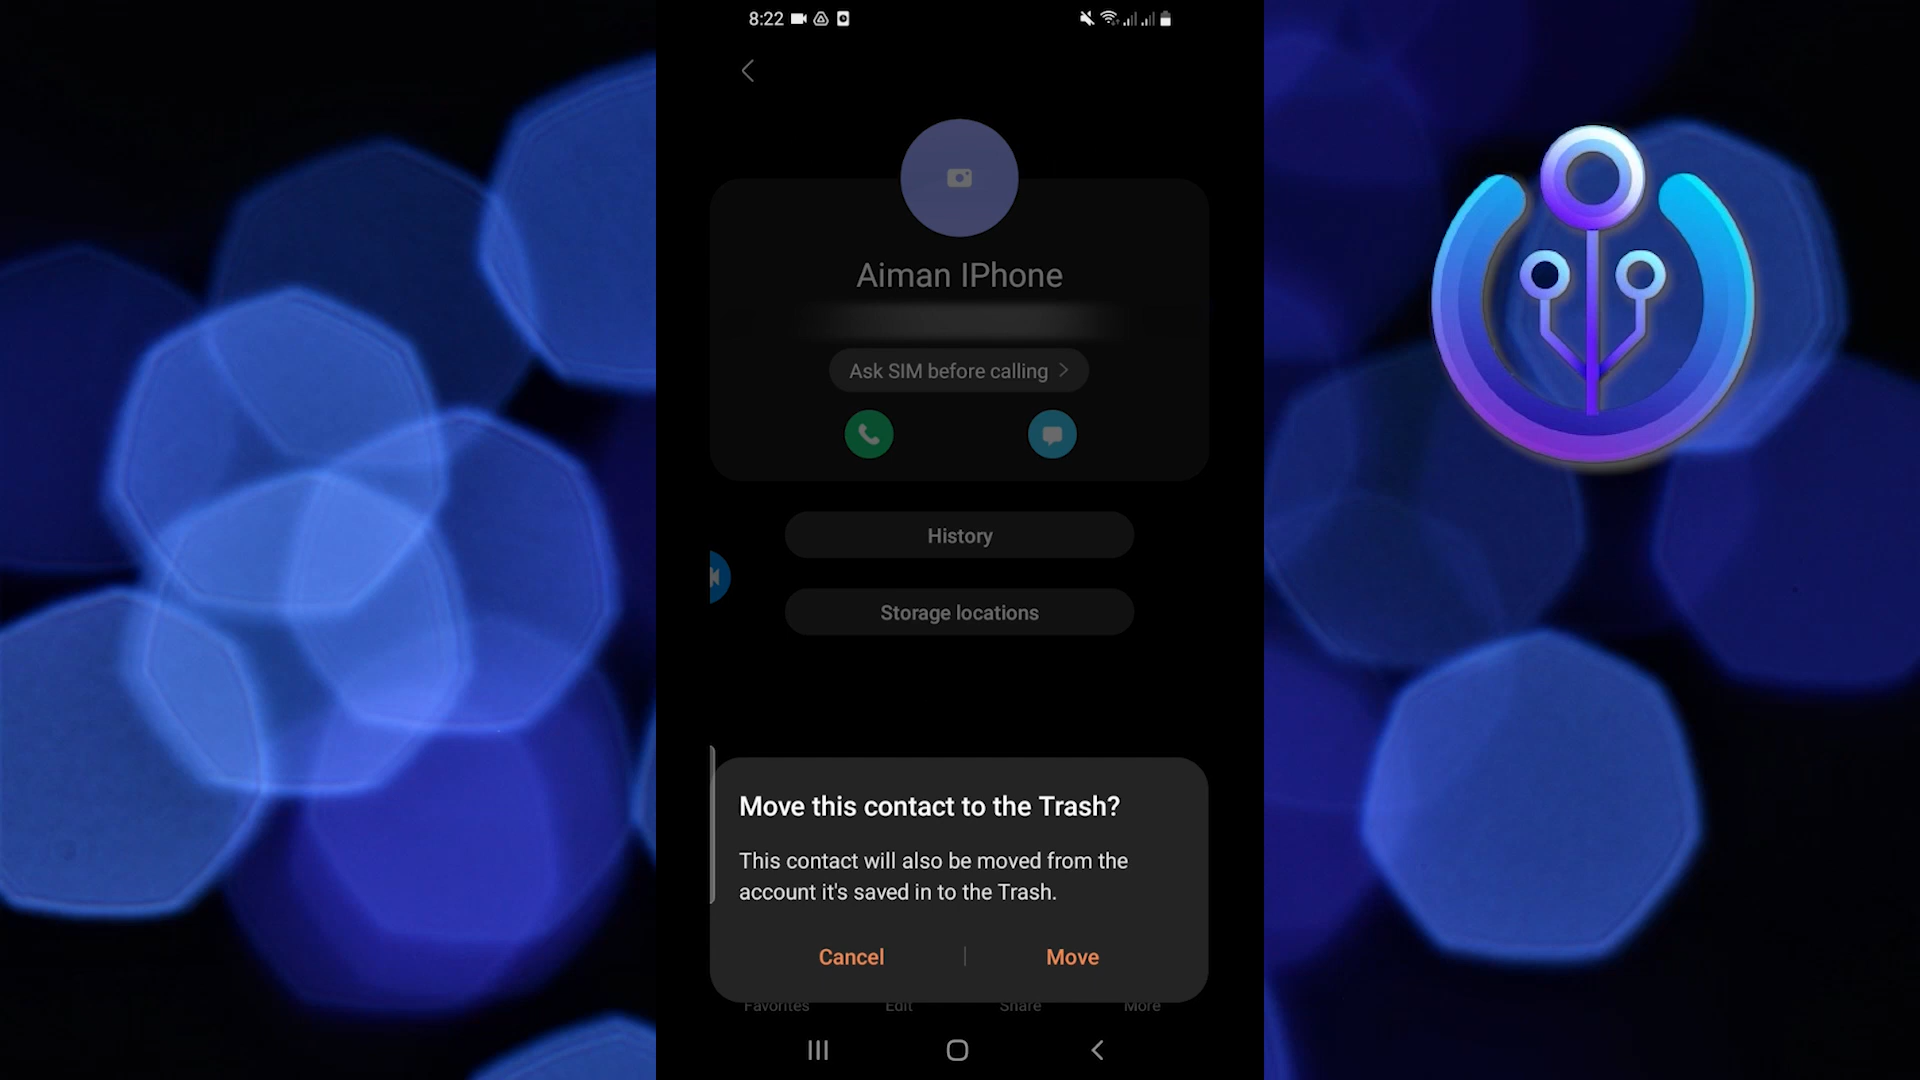 8:22
Aiman IPhone
Ask SIM before calling
History
Storage locations
Move this contact to the Trash?
This contact will also be moved from the
account it's saved in to the Trash.
Cancel
Move
Favorites
Edit
Share
More